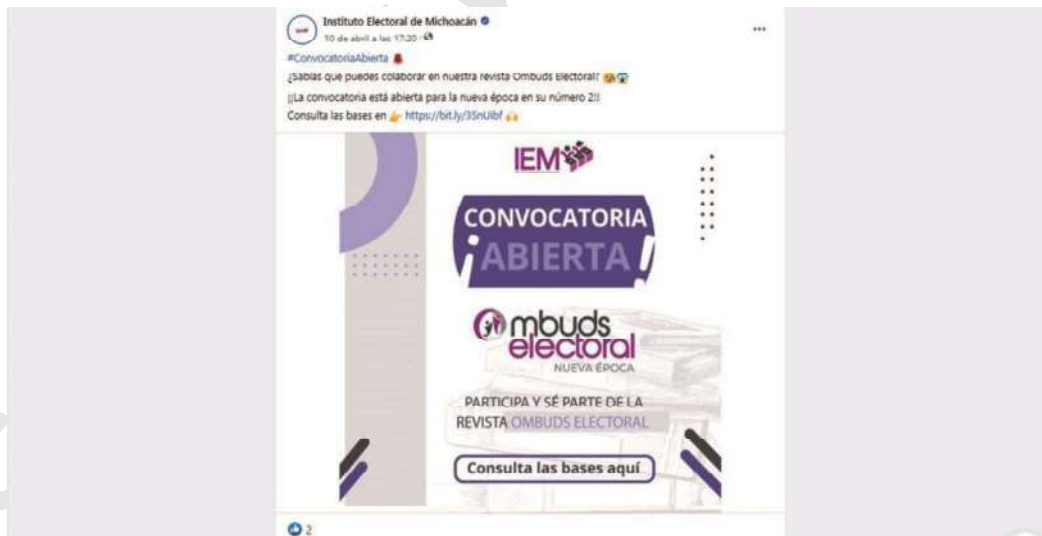 Instituto Electoral de Michoacán
10 de abril a las 17:20
#ConvocatoriaAbierta
¿Sabías que puedes colaborar en nuestra revista Ombuds Electoral?
¡¡La convocatoria está abierta para la nueva época en su número 2!!
Consulta las bases en 👉 https://bit.ly/35nUibf
IEM
CONVOCATORIA
¡ABIERTA!
Ombuds
electoral
NUEVA ÉPOCA
PARTICIPA Y SÉ PARTE DE LA
REVISTA OMBUDS ELECTORAL
Consulta las bases aquí
2